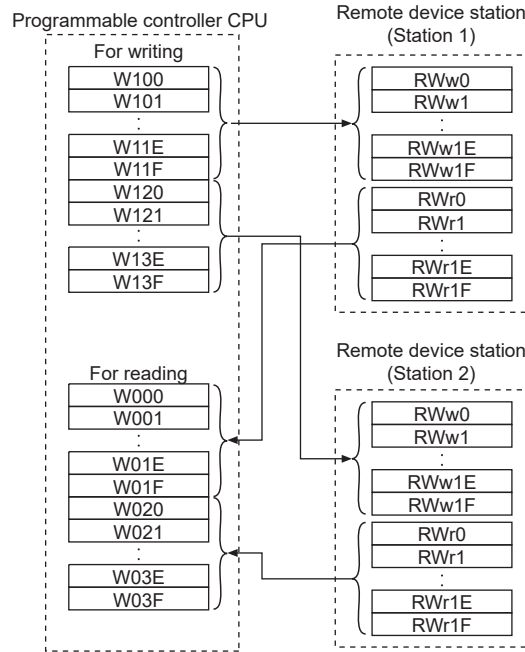 Programmable controller CPU
For writing
W100
W101
:
W11E
W11F
W120
W121
:
W13E
W13F
For reading
W000
W001
:
W01E
W01F
W020
W021
:
W03E
W03F
Remote device station
(Station 1)
RWw0
RWw1
:
RWw1E
RWw1F
RWr0
RWr1
:
RWr1E
RWr1F
Remote device station
(Station 2)
RWw0
RWw1
:
RWw1E
RWw1F
RWr0
RWr1
:
RWr1E
RWr1F